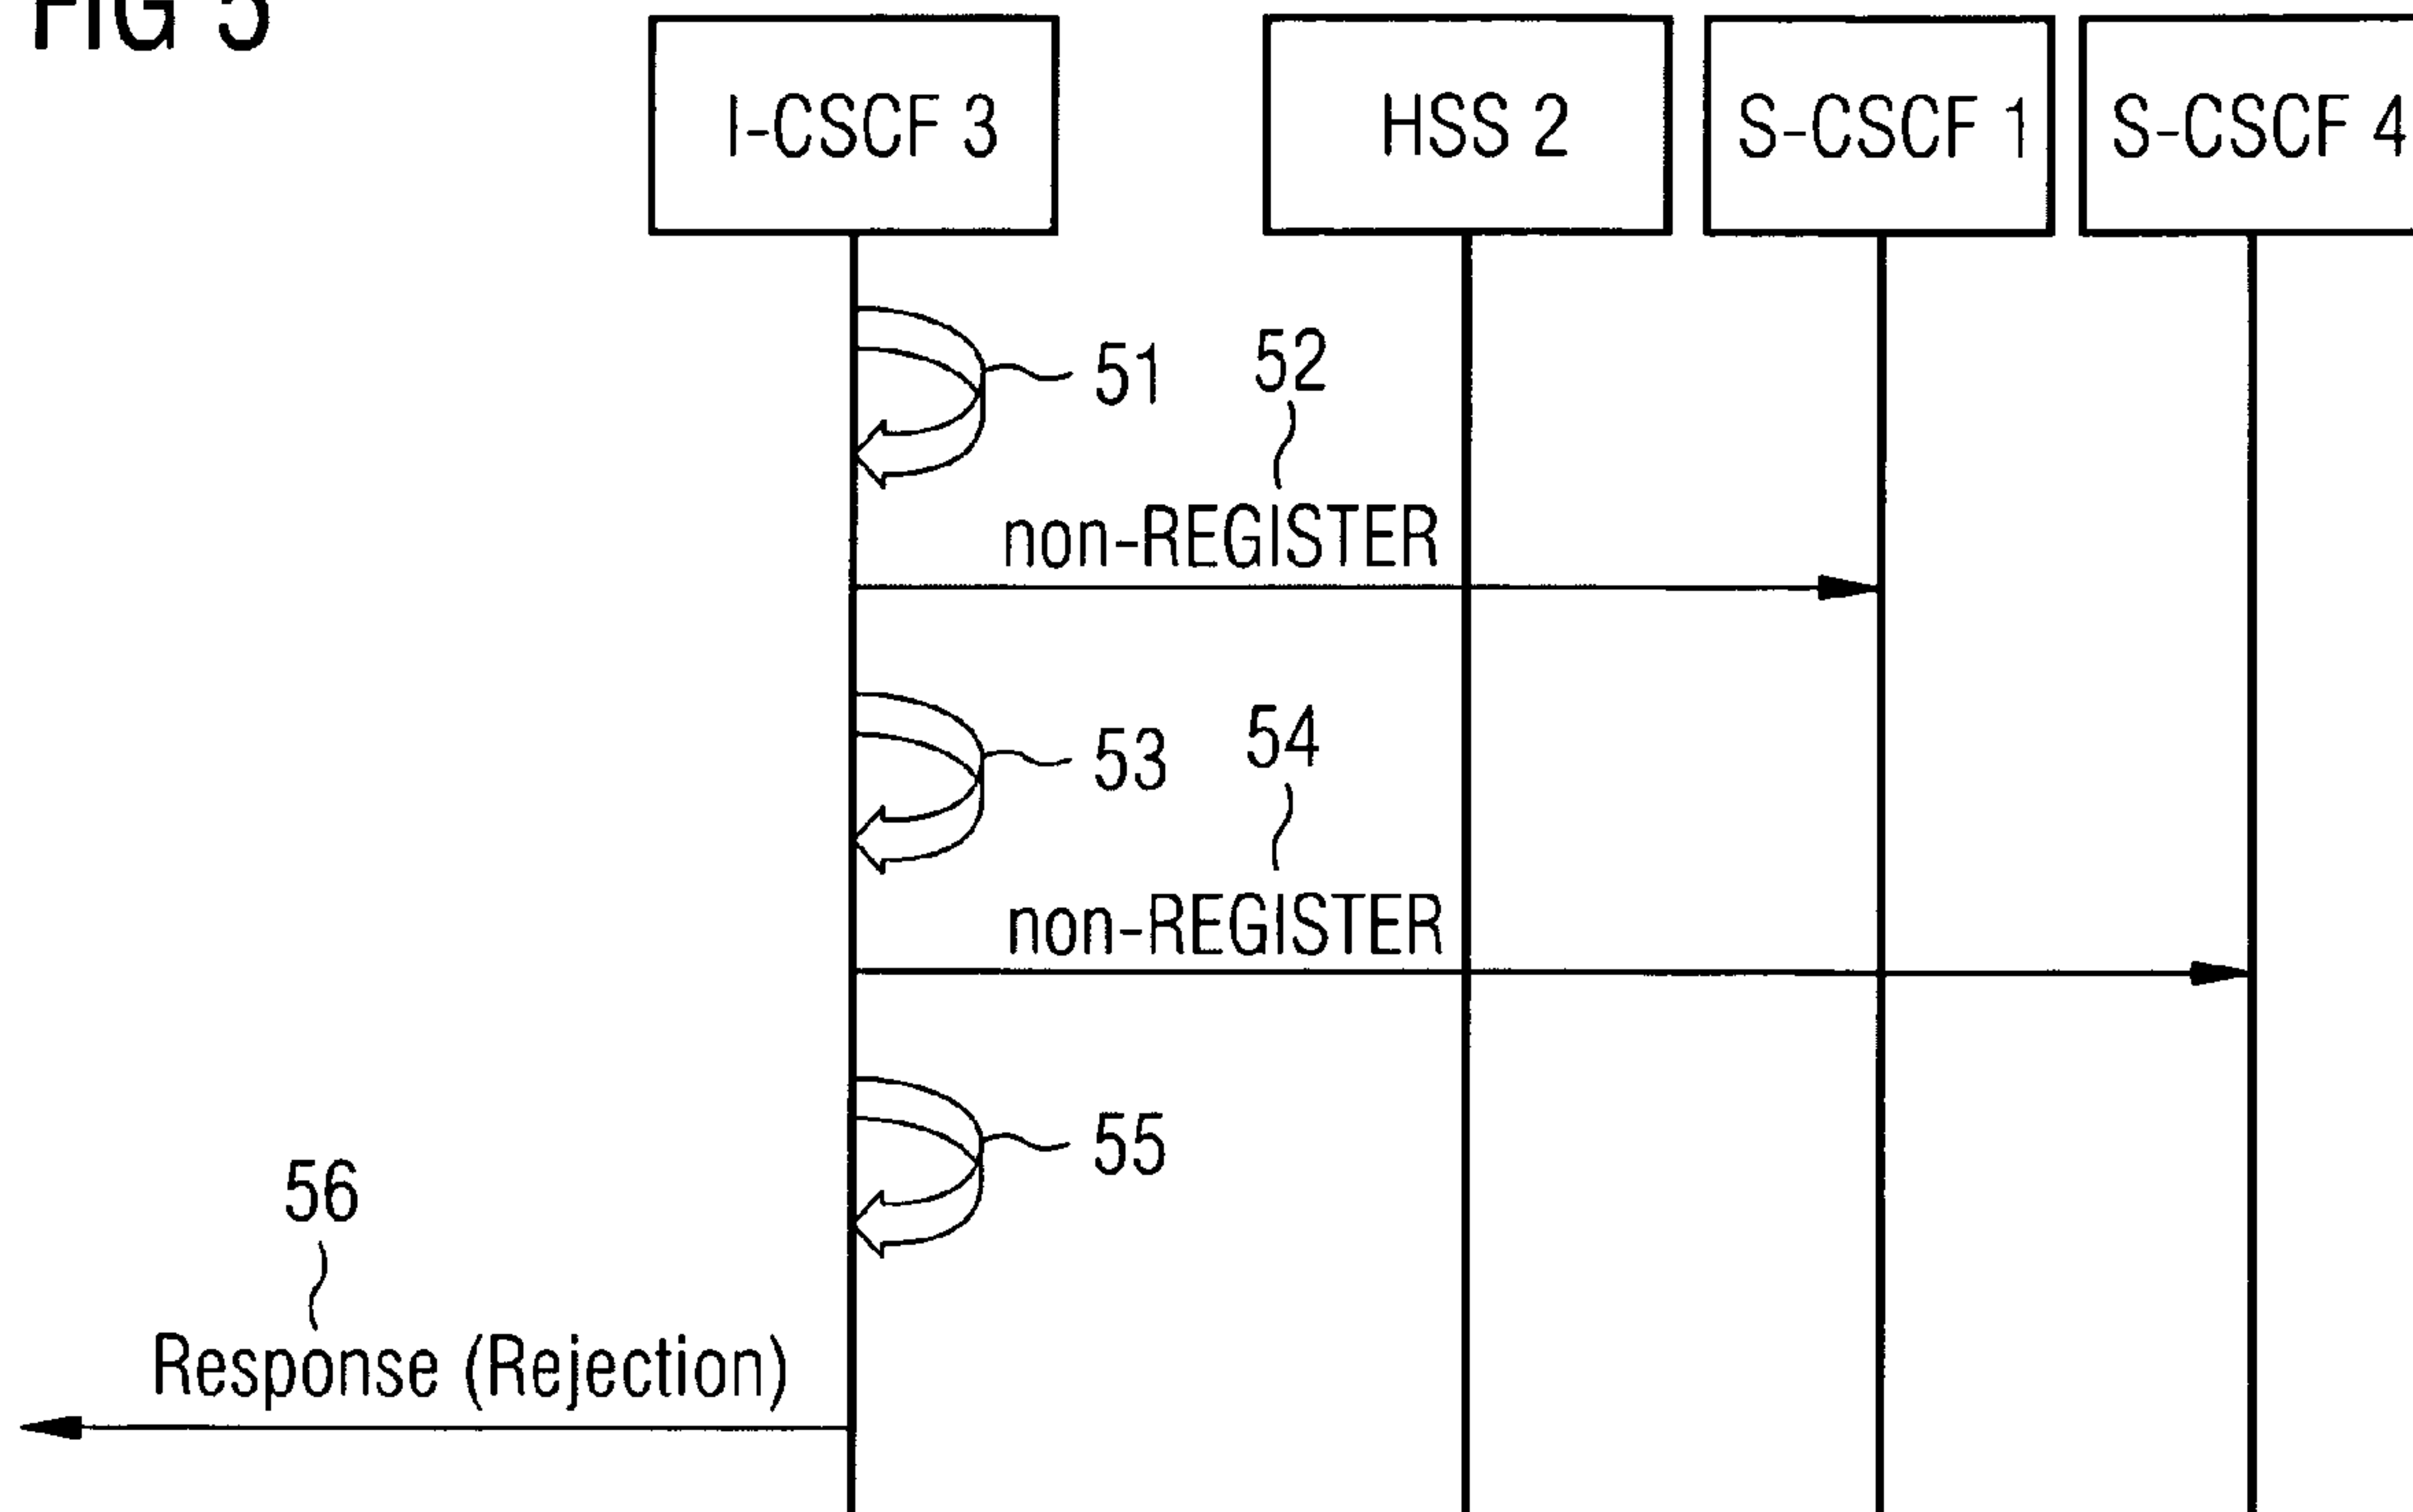 FIG 5
I-CSCF 3
HSS 2
S-CSCF 1
S-CSCF 4
51
52
non-REGISTER
53
54
non-REGISTER
55
56
Response (Rejection)